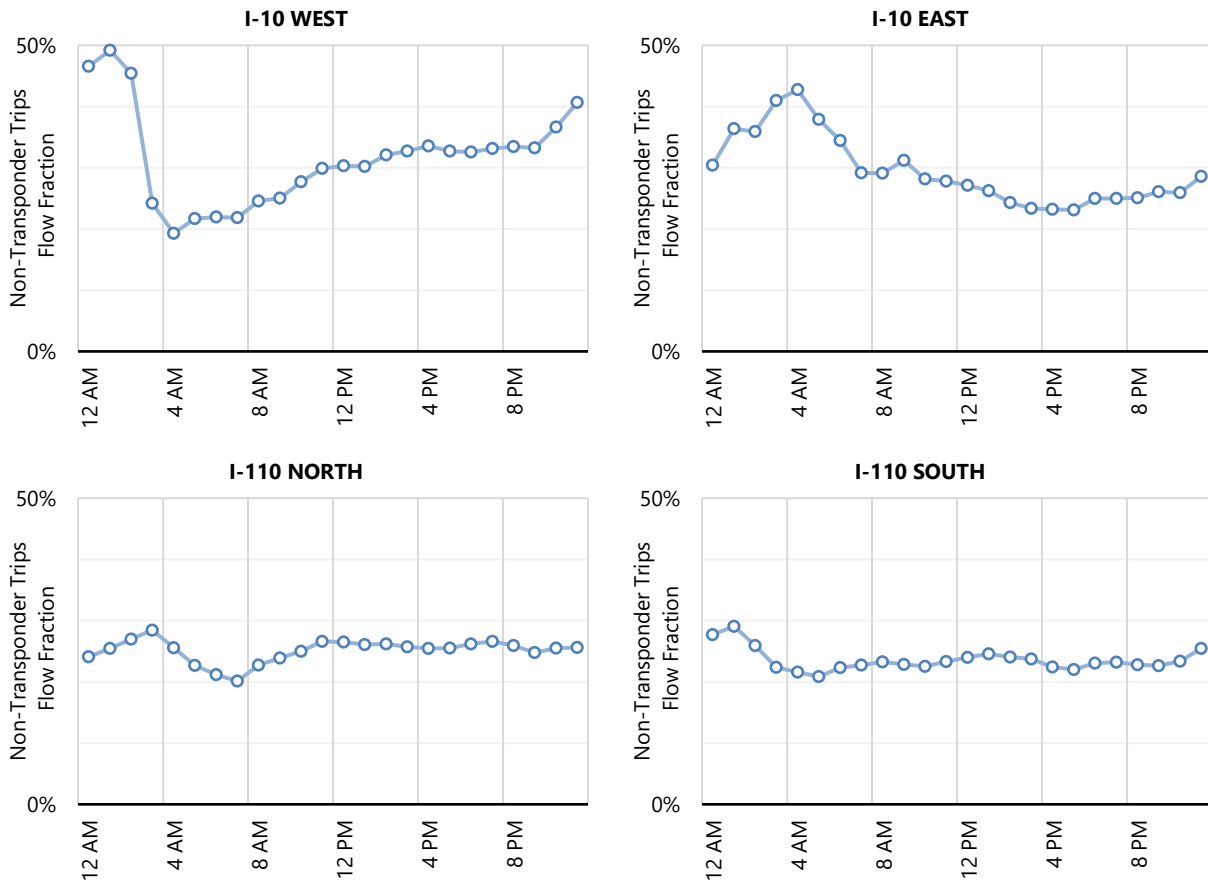 I-10 WEST
50%
0%
Non-Transponder Trips
Flow Fraction
12 AM
4 AM
8 AM
12 PM
4 PM
8 PM
I-10 EAST
50%
0%
Non-Transponder Trips
Flow Fraction
12 AM
4 AM
8 AM
12 PM
4 PM
8 PM
I-110 NORTH
50%
0%
Non-Transponder Trips
Flow Fraction
12 AM
4 AM
8 AM
12 PM
4 PM
8 PM
I-110 SOUTH
50%
0%
Non-Transponder Trips
Flow Fraction
12 AM
4 AM
8 AM
12 PM
4 PM
8 PM